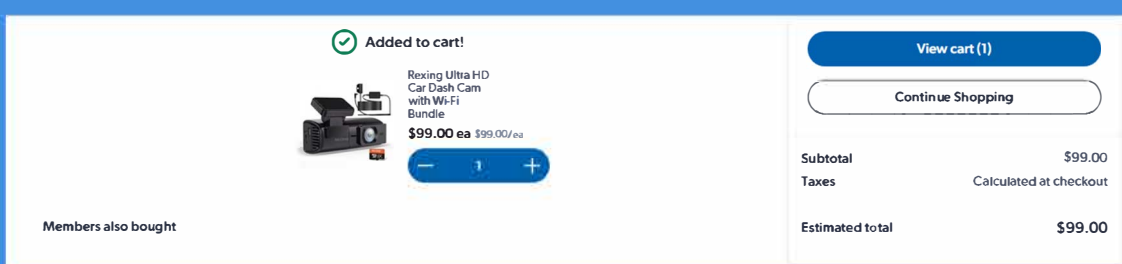 Added to cart!
Rexing Ultra HD
Car Dash Cam
with Wi-Fi
Bundle
$99.00 ea $99.00/ea
− 1 +
Members also bought
View cart (1)
Continue Shopping
Subtotal $99.00
Taxes Calculated at checkout
Estimated total $99.00